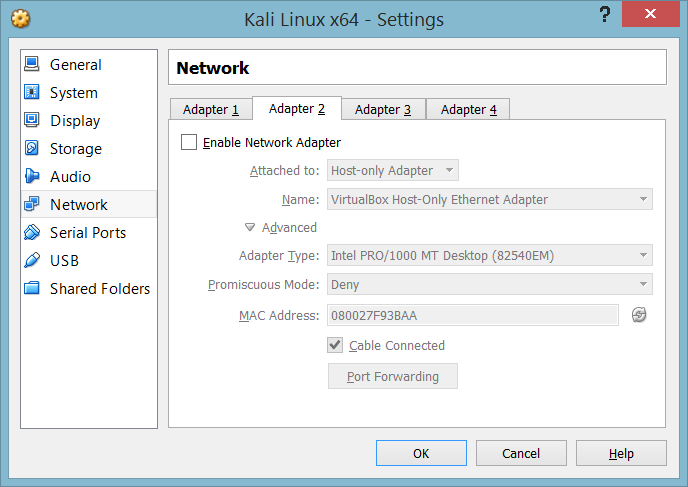 Kali Linux x64 - Settings
?
General
System
Display
Storage
Audio
Network
Serial Ports
USB
Shared Folders
Network
Adapter 1 Adapter 2 Adapter 3 Adapter 4
Enable Network Adapter
Attached to: Host-only Adapter
Name: VirtualBox Host-Only Ethernet Adapter
Advanced
Adapter Type: Intel PRO/1000 MT Desktop (82540EM)
Promiscuous Mode: Deny
MAC Address: 080027F93BAA
Cable Connected
Port Forwarding
OK Cancel Help